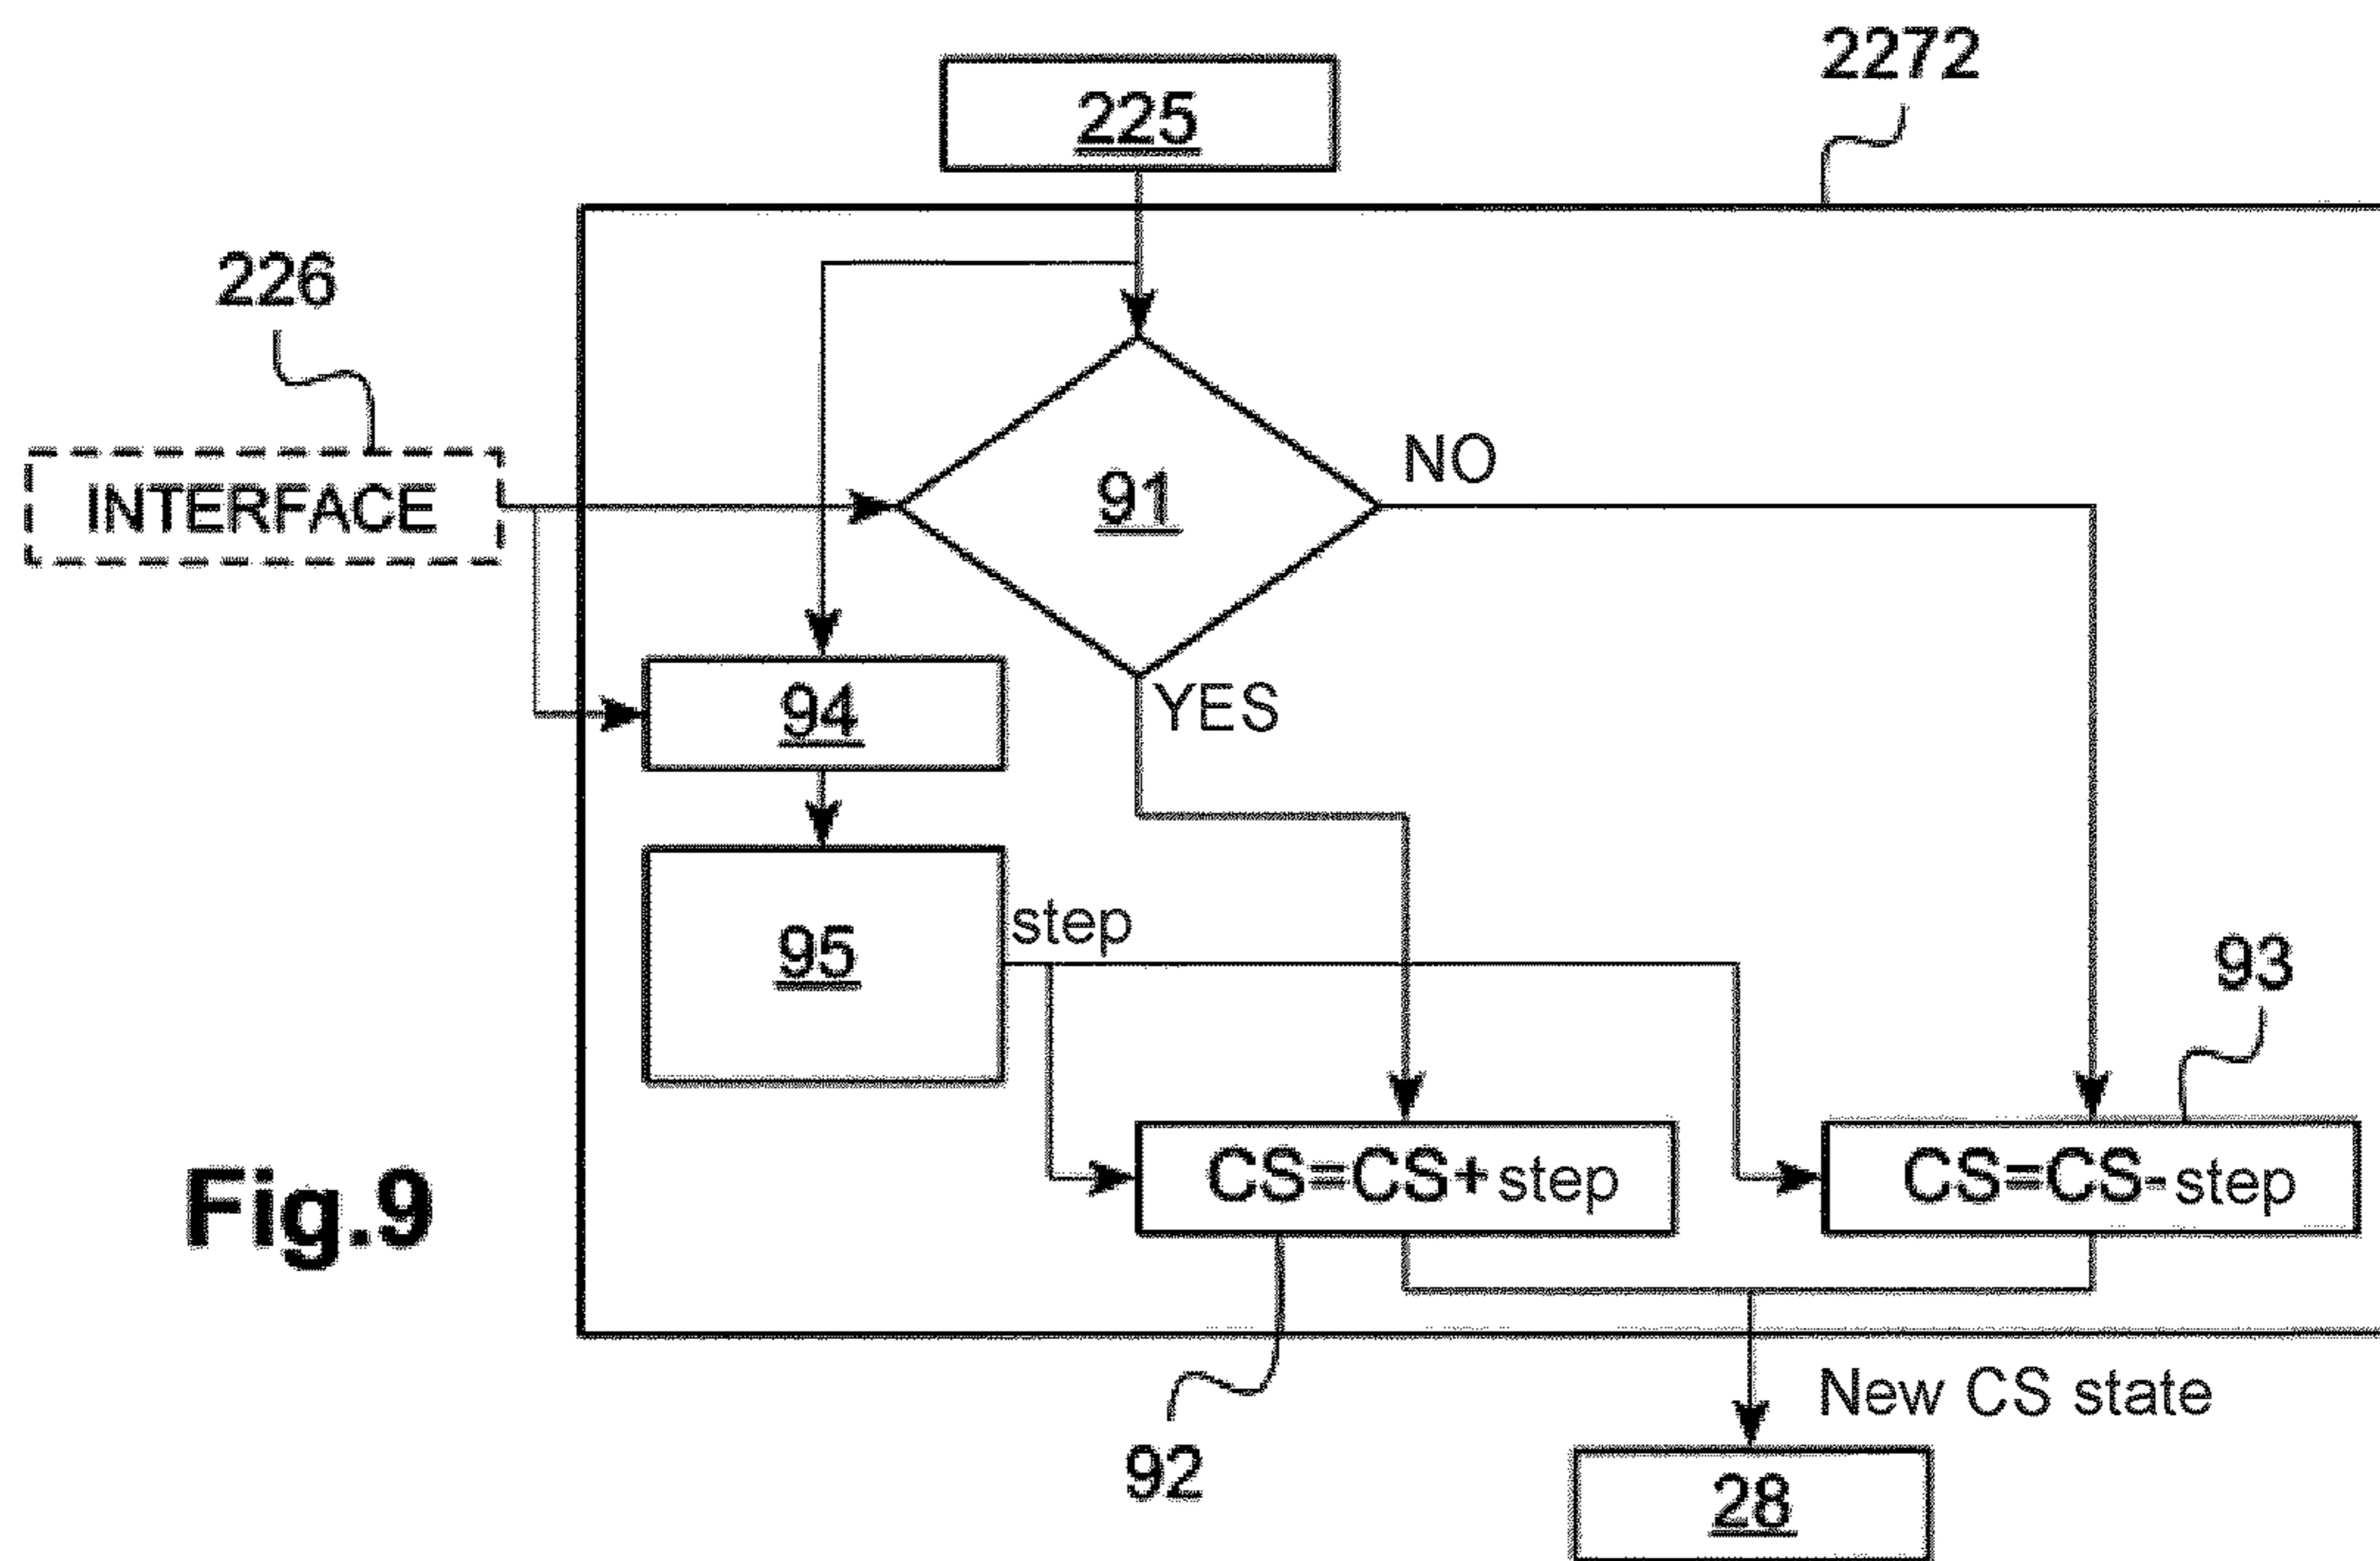 2272
225
226
INTERFACE
91
NO
94
YES
95
step
93
CS=CS+step
CS=CS-step
Fig.9
New CS state
92
28